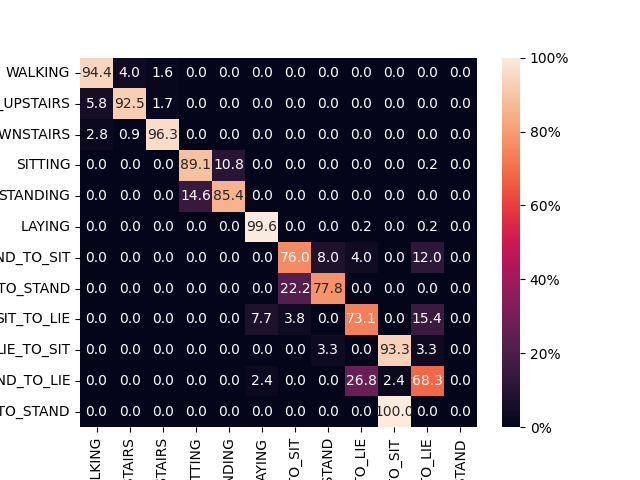 WALKING 94.4 4.0 1.6 0.0 0.0 0.0 0.0 0.0 0.0 0.0 0.0 0.0
_UPSTAIRS 5.8 92.5 1.7 0.0 0.0 0.0 0.0 0.0 0.0 0.0 0.0 0.0
WNSTAIRS 2.8 0.9 96.3 0.0 0.0 0.0 0.0 0.0 0.0 0.0 0.0 0.0
SITTING 0.0 0.0 0.0 89.1 10.8 0.0 0.0 0.0 0.0 0.0 0.2 0.0
STANDING 0.0 0.0 0.0 14.6 85.4 0.0 0.0 0.0 0.0 0.0 0.0 0.0
LAYING 0.0 0.0 0.0 0.0 0.0 99.6 0.0 0.0 0.2 0.0 0.2 0.0
ND_TO_SIT 0.0 0.0 0.0 0.0 0.0 0.0 76.0 8.0 4.0 0.0 12.0 0.0
TO_STAND 0.0 0.0 0.0 0.0 0.0 0.0 22.2 77.8 0.0 0.0 0.0 0.0
SIT_TO_LIE 0.0 0.0 0.0 0.0 0.0 7.7 3.8 0.0 73.1 0.0 15.4 0.0
LIE_TO_SIT 0.0 0.0 0.0 0.0 0.0 0.0 0.0 3.3 0.0 93.3 3.3 0.0
ND_TO_LIE 0.0 0.0 0.0 0.0 0.0 2.4 0.0 0.0 26.8 2.4 68.3 0.0
TO_STAND 0.0 0.0 0.0 0.0 0.0 0.0 0.0 0.0 0.0 100.0 0.0 0.0
LKING
TAIRS
TAIRS
TTING
NDING
AYING
TO_SIT
STAND
TO_LIE
TO_SIT
TO_LIE
STAND
100%
80%
60%
40%
20%
0%